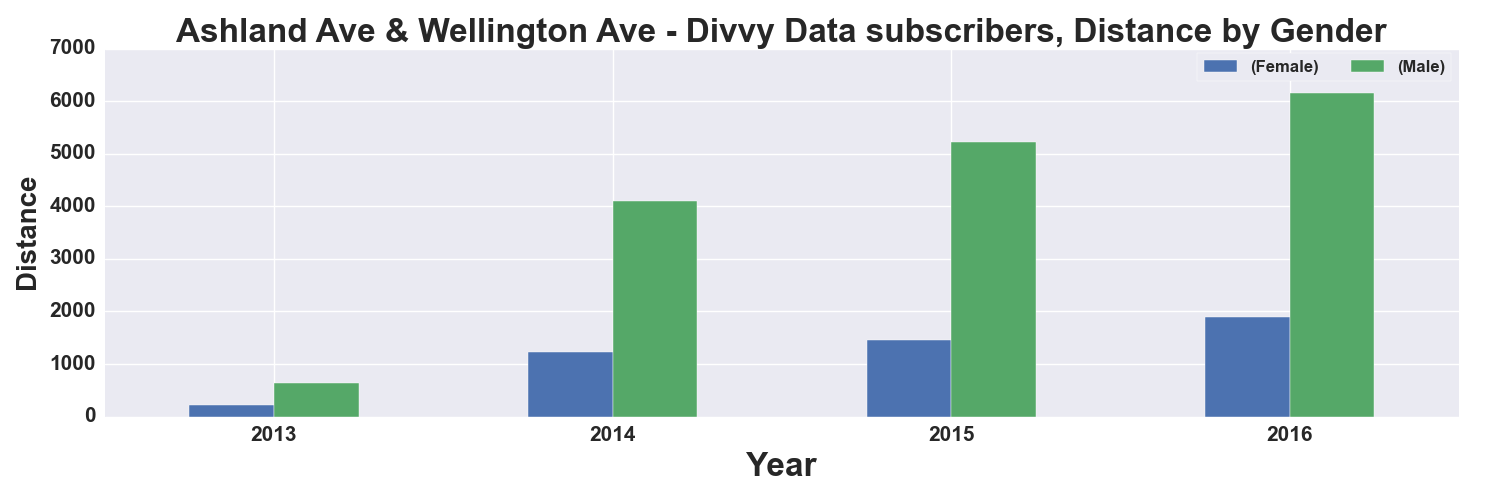 Ashland Ave & Wellington Ave - Divvy Data subscribers, Distance by Gender
(Female) (Male)
7000
6000
5000
4000
3000
2000
1000
0
Distance
2013 2014 2015 2016
Year